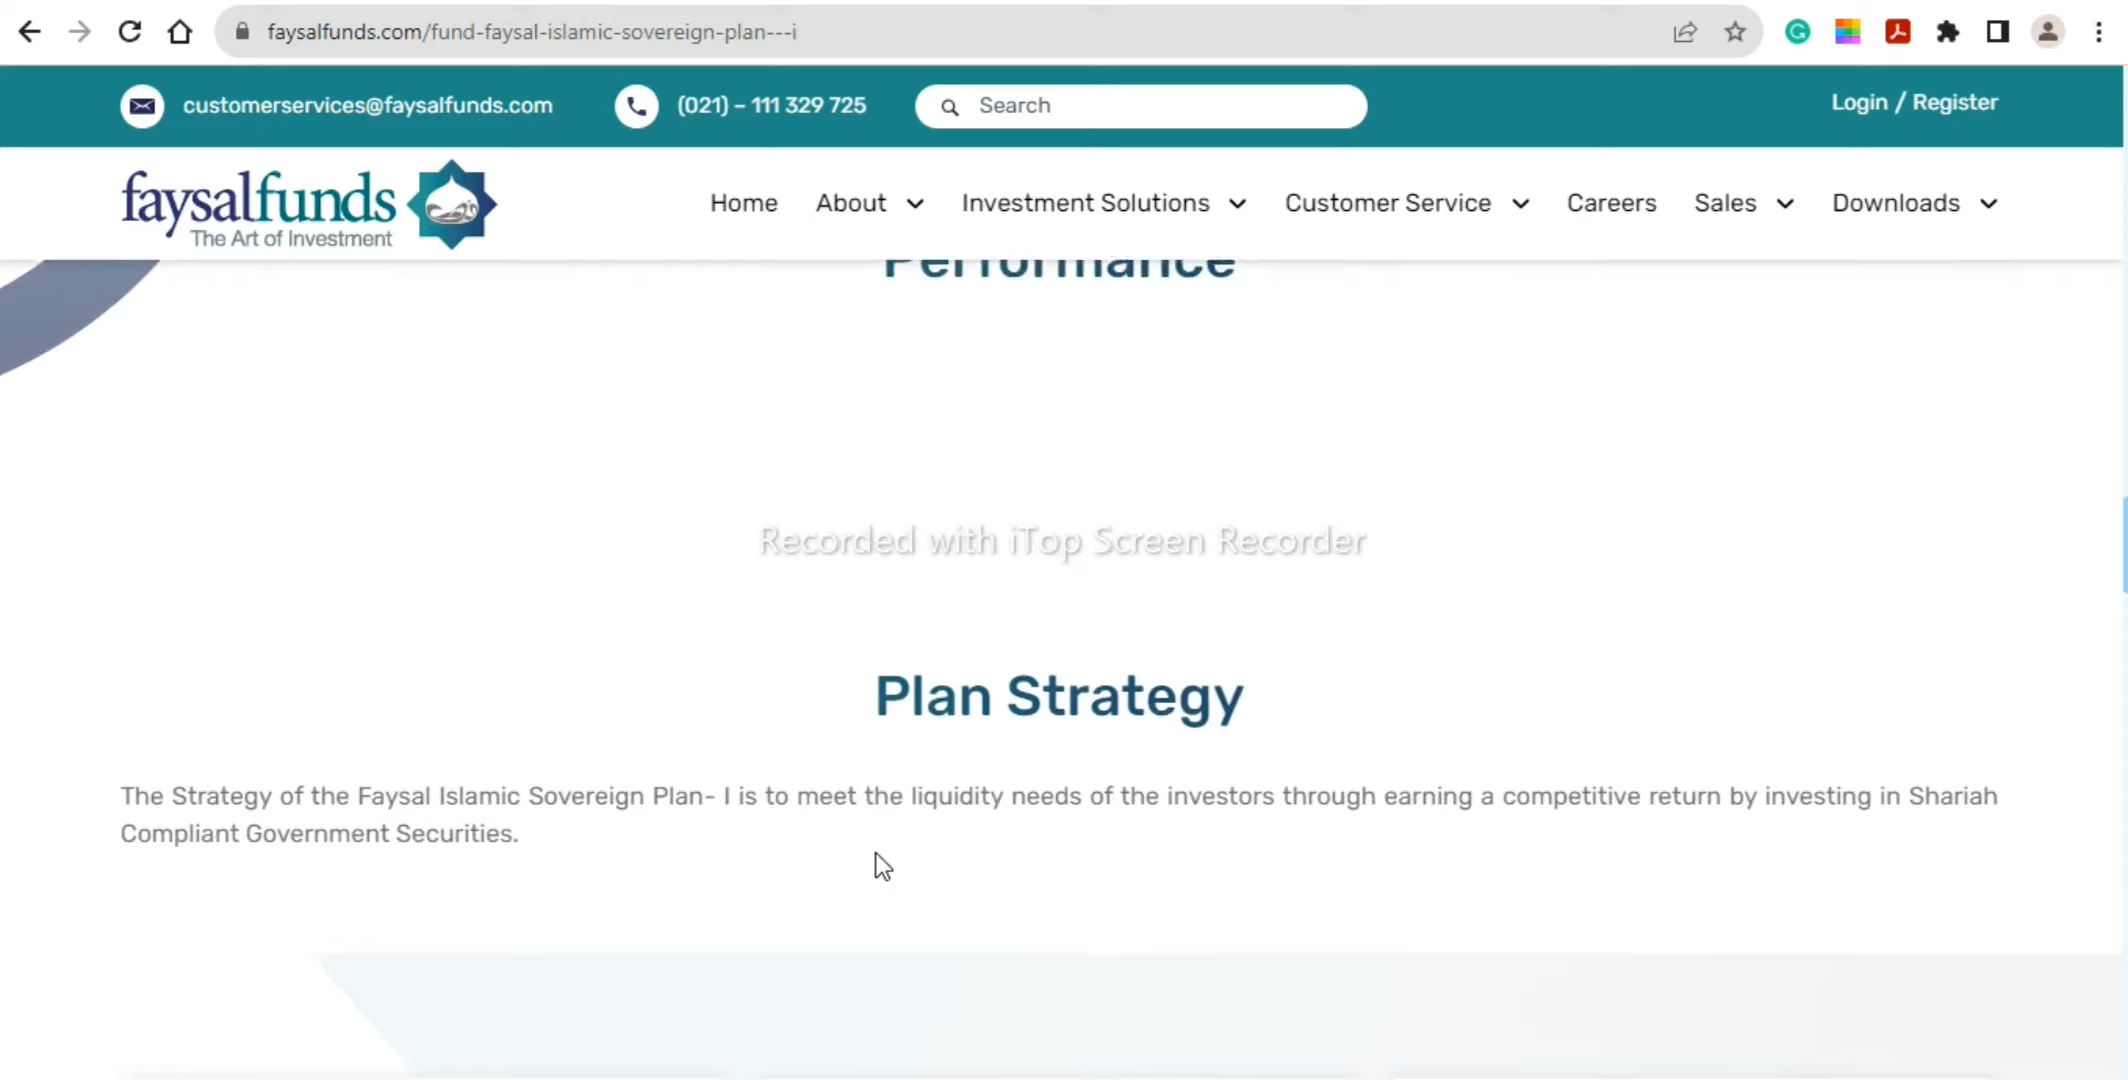 faysalfunds.com/fund-faysal-islamic-sovereign-plan---i
customerservices@faysalfunds.com
(021) – 111 329 725
Search
Login / Register
faysalfunds
The Art of Investment
Home
About
Investment Solutions
Customer Service
Careers
Sales
Downloads
Performance
Recorded with iTop Screen Recorder
Plan Strategy
The Strategy of the Faysal Islamic Sovereign Plan- I is to meet the liquidity needs of the investors through earning a competitive return by investing in Shariah
Compliant Government Securities.